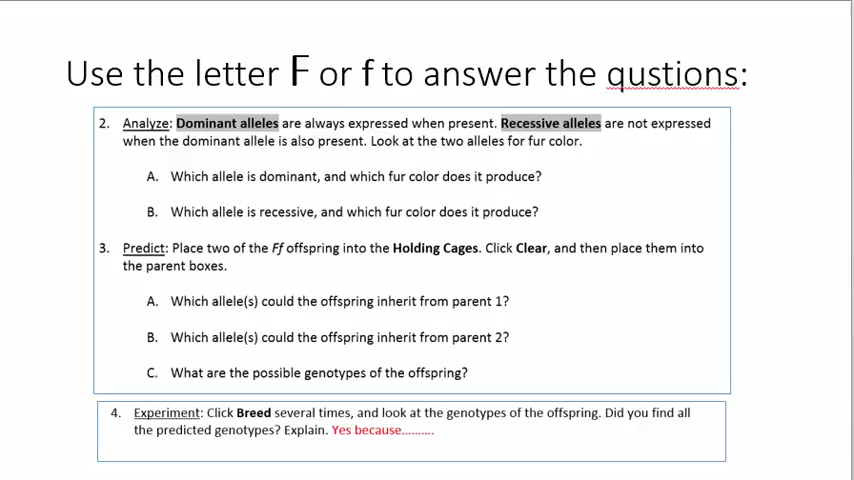 Use the letter F or f to answer the qustions:
2. Analyze: Dominant alleles are always expressed when present. Recessive alleles are not expressed
when the dominant allele is also present. Look at the two alleles for fur color.
A. Which allele is dominant, and which fur color does it produce?
B. Which allele is recessive, and which fur color does it produce?
3. Predict: Place two of the Ff offspring into the Holding Cages. Click Clear, and then place them into
the parent boxes.
A. Which allele(s) could the offspring inherit from parent 1?
B. Which allele(s) could the offspring inherit from parent 2?
C. What are the possible genotypes of the offspring?
4. Experiment: Click Breed several times, and look at the genotypes of the offspring. Did you find all
the predicted genotypes? Explain. Yes because..........